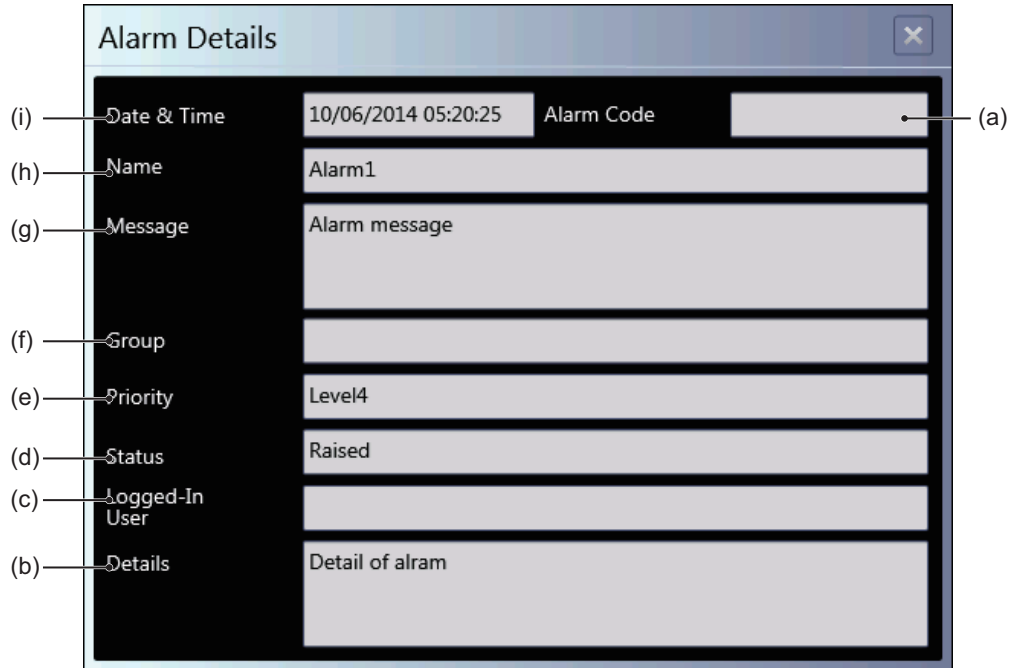 Alarm Details
(i) Date & Time 10/06/2014 05:20:25 Alarm Code (a)
(h) Name Alarm1
(g) Message Alarm message
(f) Group
(e) Priority Level4
(d) Status Raised
(c) Logged-In
User
(b) Details Detail of alram